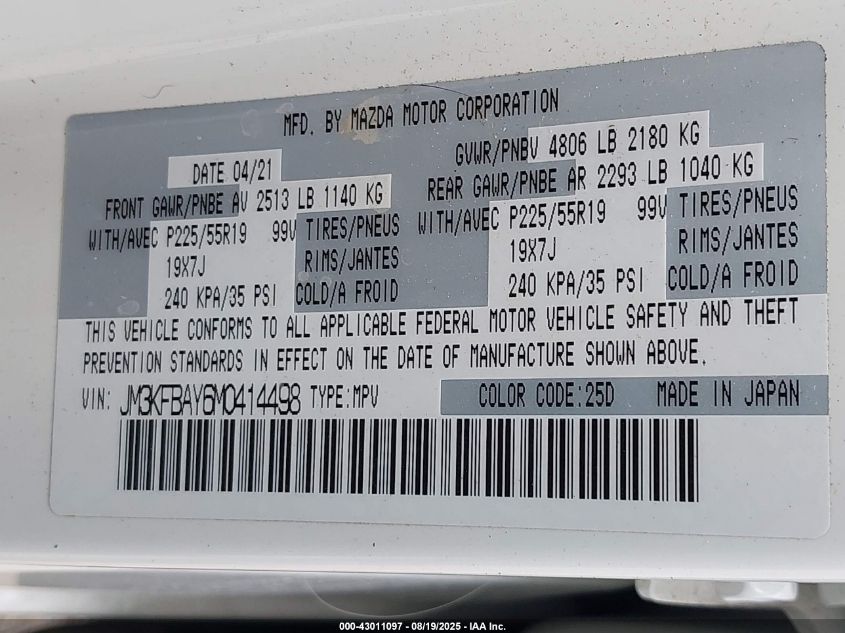 MFD. BY MAZDA MOTOR CORPORATION
DATE 04/21 GVWR/PNBV 4806 LB 2180 KG
FRONT GAWR/PNBE AV 2513 LB 1140 KG REAR GAWR/PNBE AR 2293 LB 1040 KG
WITH/AVEC P225/55R19 99V TIRES/PNEUS WITH/AVEC P225/55R19 99V TIRES/PNEUS
19X7J RIMS/JANTES 19X7J RIMS/JANTES
240 KPA/35 PSI COLD/A FROID 240 KPA/35 PSI COLD/A FROID
THIS VEHICLE CONFORMS TO ALL APPLICABLE FEDERAL MOTOR VEHICLE SAFETY AND THEFT
PREVENTION STANDARDS IN EFFECT ON THE DATE OF MANUFACTURE SHOWN ABOVE.
VIN: JM3KFBAY6M0414498 TYPE:MPV COLOR CODE:25D MADE IN JAPAN
000-43011097 - 08/19/2025 - IAA Inc.